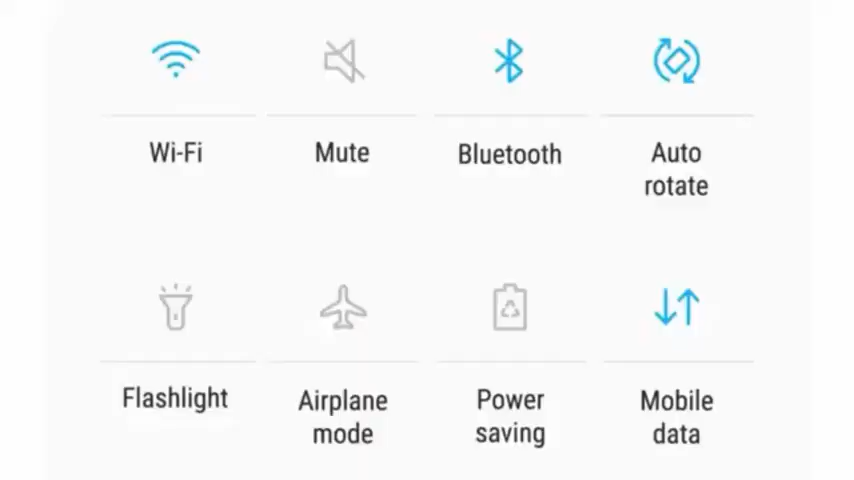 Wi-Fi
Mute
Bluetooth
Auto
rotate
Flashlight
Airplane
mode
Power
saving
Mobile
data